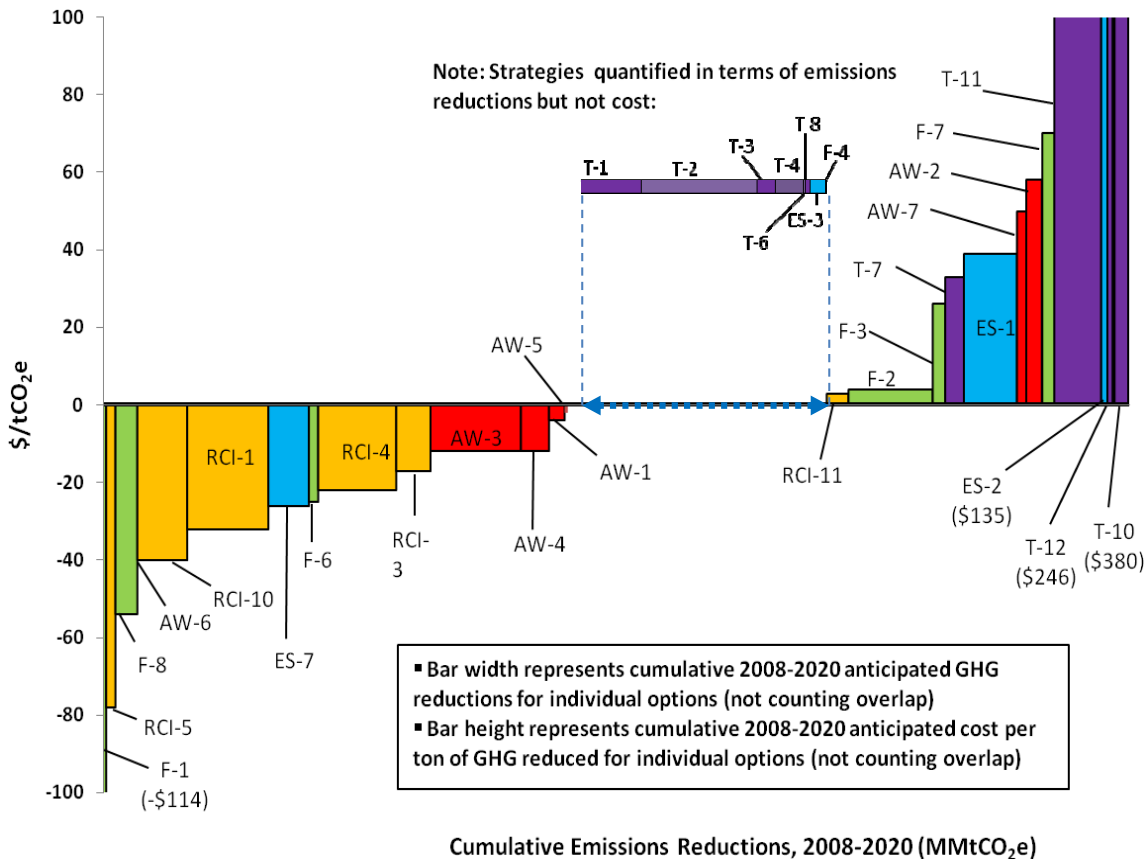 100
80
60
40
20
0
-20
-40
-60
-80
-100
$/tCO₂e
Note: Strategies quantified in terms of emissions
reductions but not cost:
T-1
T-2
T-3
T-4
T 8
F-4
T-6
ES-3
F-1
(-$114)
RCI-5
F-8
AW-6
RCI-10
RCI-1
ES-7
F-6
RCI-4
RCI-
3
AW-3
AW-4
AW-5
AW-1
RCI-11
F-2
F-3
T-7
ES-1
AW-7
AW-2
F-7
T-11
ES-2
($135)
T-12
($246)
T-10
($380)
▪ Bar width represents cumulative 2008-2020 anticipated GHG
reductions for individual options (not counting overlap)
▪ Bar height represents cumulative 2008-2020 anticipated cost per
ton of GHG reduced for individual options (not counting overlap)
Cumulative Emissions Reductions, 2008-2020 (MMtCO₂e)